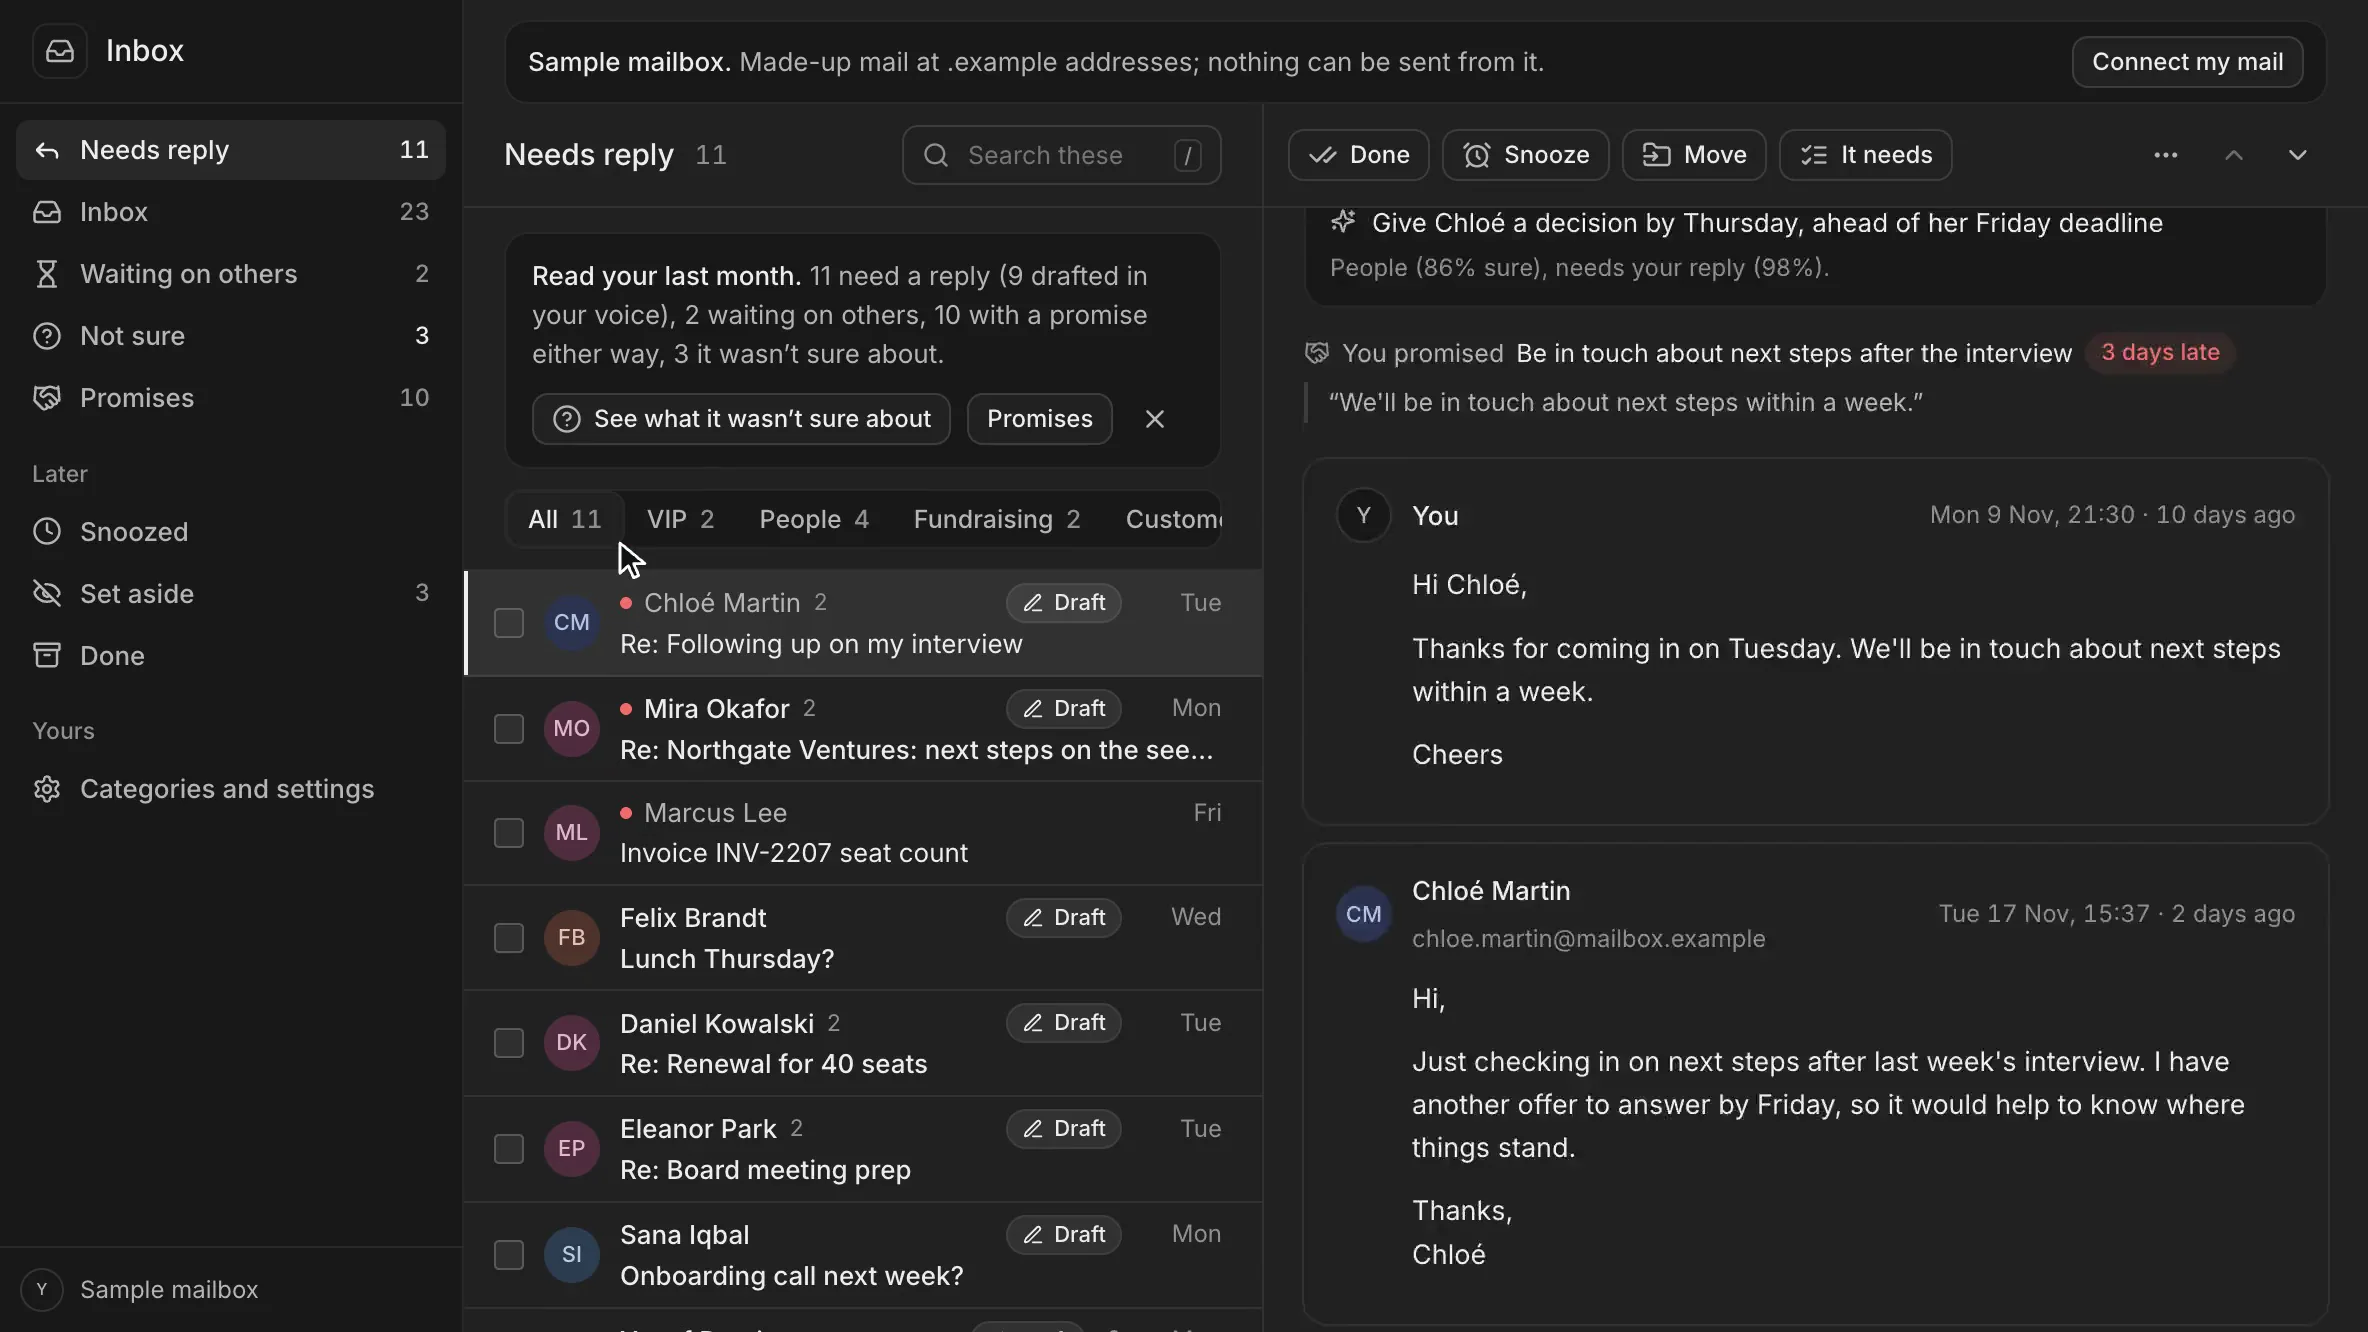 Inbox
Needs reply 11
Inbox 23
Waiting on others 2
Not sure 3
Promises 10
Later
Snoozed
Set aside 3
Done
Yours
Categories and settings
Y Sample mailbox
Sample mailbox. Made-up mail at .example addresses; nothing can be sent from it.
Connect my mail
Needs reply 11
Search these /
Read your last month. 11 need a reply (9 drafted in
your voice), 2 waiting on others, 10 with a promise
either way, 3 it wasn’t sure about.
See what it wasn’t sure about
Promises
All 11 VIP 2 People 4 Fundraising 2 Custome
CM Chloé Martin 2 Draft Tue
Re: Following up on my interview
MO Mira Okafor 2 Draft Mon
Re: Northgate Ventures: next steps on the see...
ML Marcus Lee Fri
Invoice INV-2207 seat count
FB Felix Brandt Draft Wed
Lunch Thursday?
DK Daniel Kowalski 2 Draft Tue
Re: Renewal for 40 seats
EP Eleanor Park 2 Draft Tue
Re: Board meeting prep
SI Sana Iqbal Draft Mon
Onboarding call next week?
Done Snooze Move It needs
Give Chloé a decision by Thursday, ahead of her Friday deadline
People (86% sure), needs your reply (98%).
You promised Be in touch about next steps after the interview 3 days late
“We'll be in touch about next steps within a week.”
Y You Mon 9 Nov, 21:30 · 10 days ago
Hi Chloé,
Thanks for coming in on Tuesday. We'll be in touch about next steps
within a week.
Cheers
CM Chloé Martin
chloe.martin@mailbox.example
Tue 17 Nov, 15:37 · 2 days ago
Hi,
Just checking in on next steps after last week's interview. I have
another offer to answer by Friday, so it would help to know where
things stand.
Thanks,
Chloé